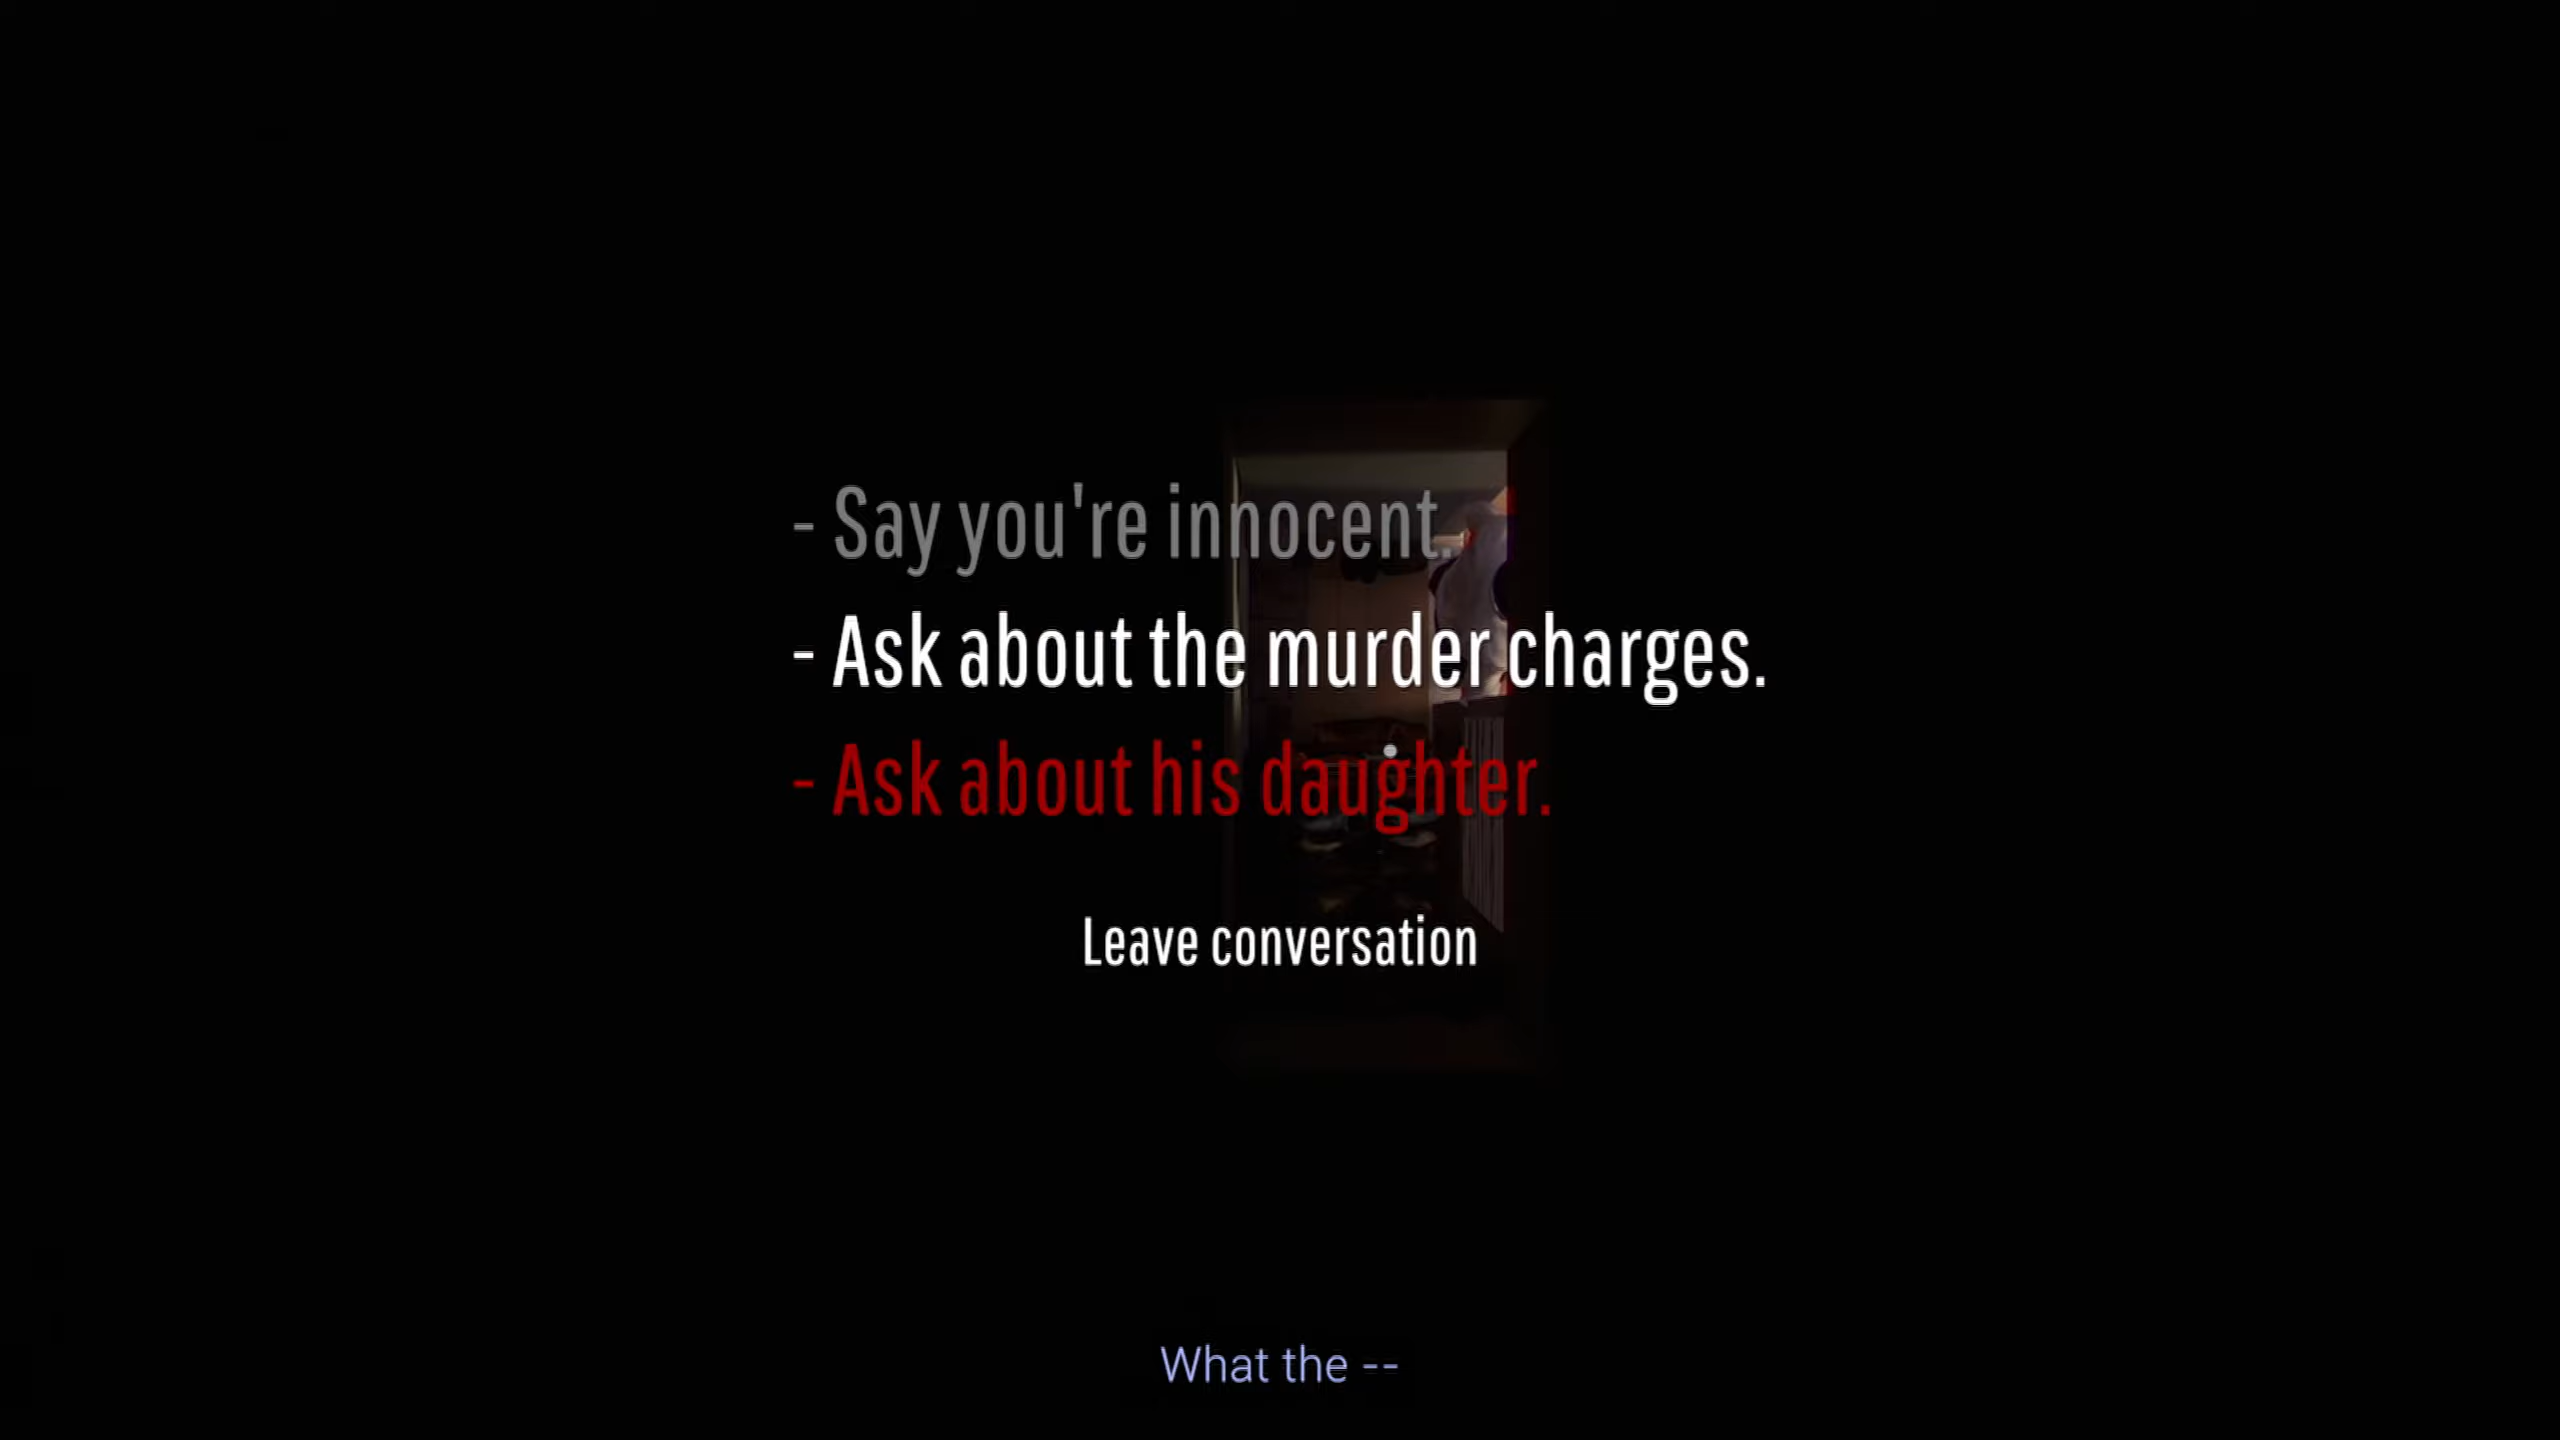 - Say you're innocent.
- Ask about the murder charges.
- Ask about his daughter.
Leave conversation
What the --